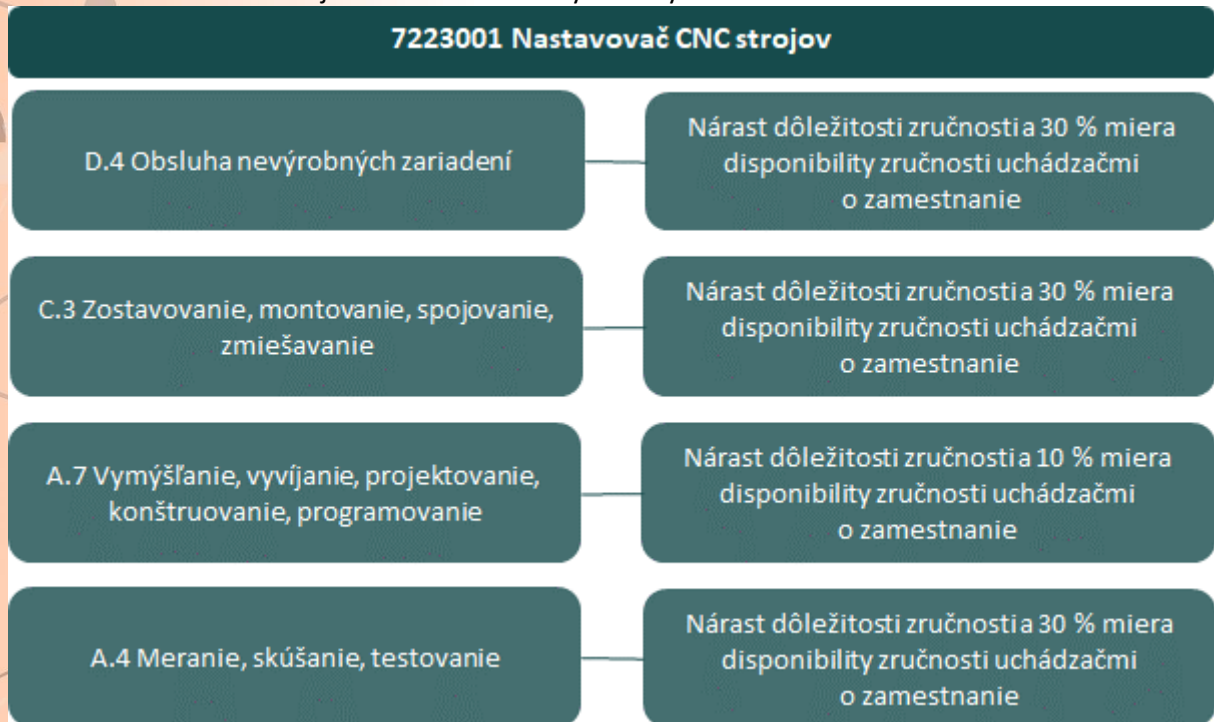 7223001 Nastavovač CNC strojov
D.4 Obsluha nevýrobných zariadení
Nárast dôležitosti zručnosti a 30 % miera
disponibility zručnosti uchádzačmi
o zamestnanie
C.3 Zostavovanie, montovanie, spojovanie,
zmiešavanie
Nárast dôležitosti zručnosti a 30 % miera
disponibility zručnosti uchádzačmi
o zamestnanie
A.7 Vymýšľanie, vyvíjanie, projektovanie,
konštruovanie, programovanie
Nárast dôležitosti zručnosti a 10 % miera
disponibility zručnosti uchádzačmi
o zamestnanie
A.4 Meranie, skúšanie, testovanie
Nárast dôležitosti zručnosti a 30 % miera
disponibility zručnosti uchádzačmi
o zamestnanie